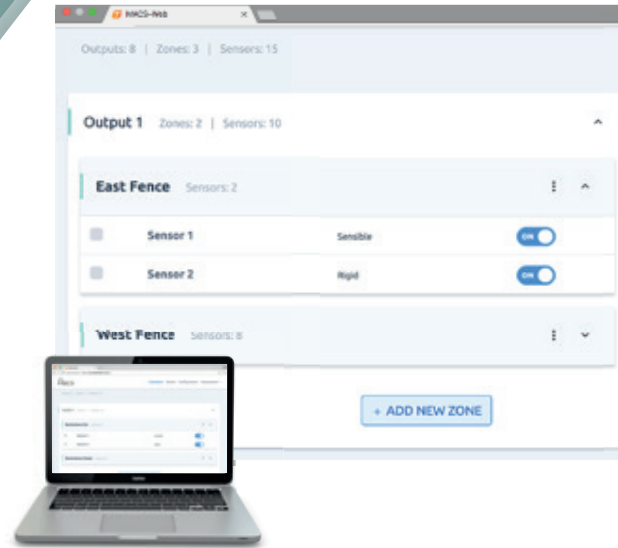 MACS-Web
Outputs: 8 | Zones: 3 | Sensors: 15
Output 1 Zones: 2 | Sensors: 10
East Fence Sensors: 2
Sensor 1 Sensible ON
Sensor 2 Rigid ON
West Fence Sensors: 8
+ ADD NEW ZONE